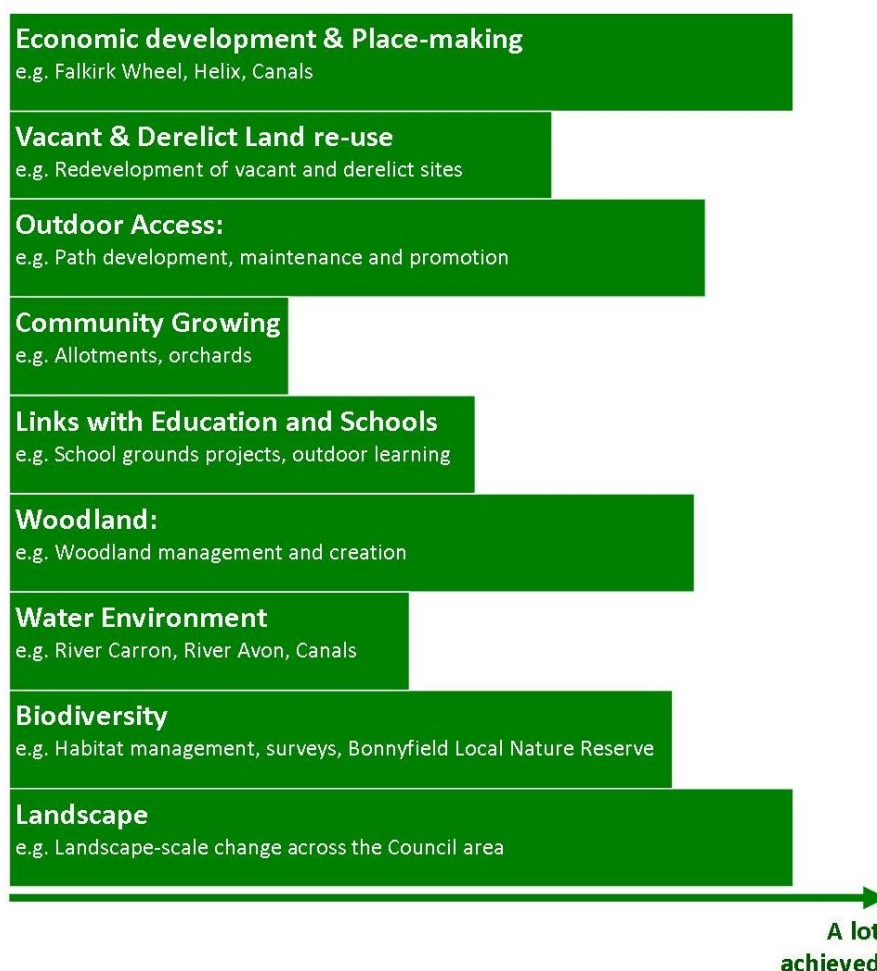 Economic development & Place-making
e.g. Falkirk Wheel, Helix, Canals
Vacant & Derelict Land re-use
e.g. Redevelopment of vacant and derelict sites
Outdoor Access:
e.g. Path development, maintenance and promotion
Community Growing
e.g. Allotments, orchards
Links with Education and Schools
e.g. School grounds projects, outdoor learning
Woodland:
e.g. Woodland management and creation
Water Environment
e.g. River Carron, River Avon, Canals
Biodiversity
e.g. Habitat management, surveys, Bonnyfield Local Nature Reserve
Landscape
e.g. Landscape-scale change across the Council area
A lot
achieved